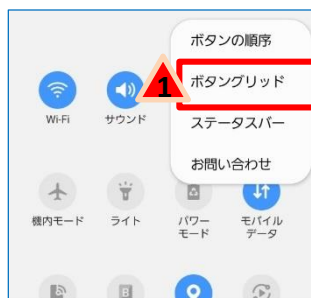 ボタンの順序
ボタングリッド
1
ステータスバー
お問い合わせ
Wi-Fi
サウンド
機内モード
ライト
パワー
モード
モバイル
データ